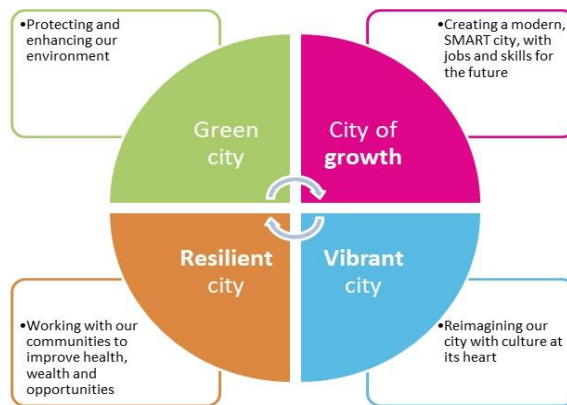 •Protecting and
enhancing our
environment
•Creating a modern,
SMART city, with
jobs and skills for
the future
Green
city
City of
growth
Resilient
city
Vibrant
city
•Working with our
communities to
improve health,
wealth and
opportunities
•Reimagining our
city with culture at
its heart